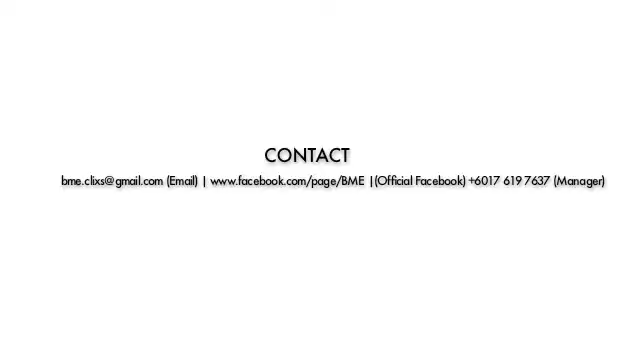 CONTACT
bme.clixs@gmail.com (Email) | www.facebook.com/page/BME |(Official Facebook) +6017 619 7637 (Manager)